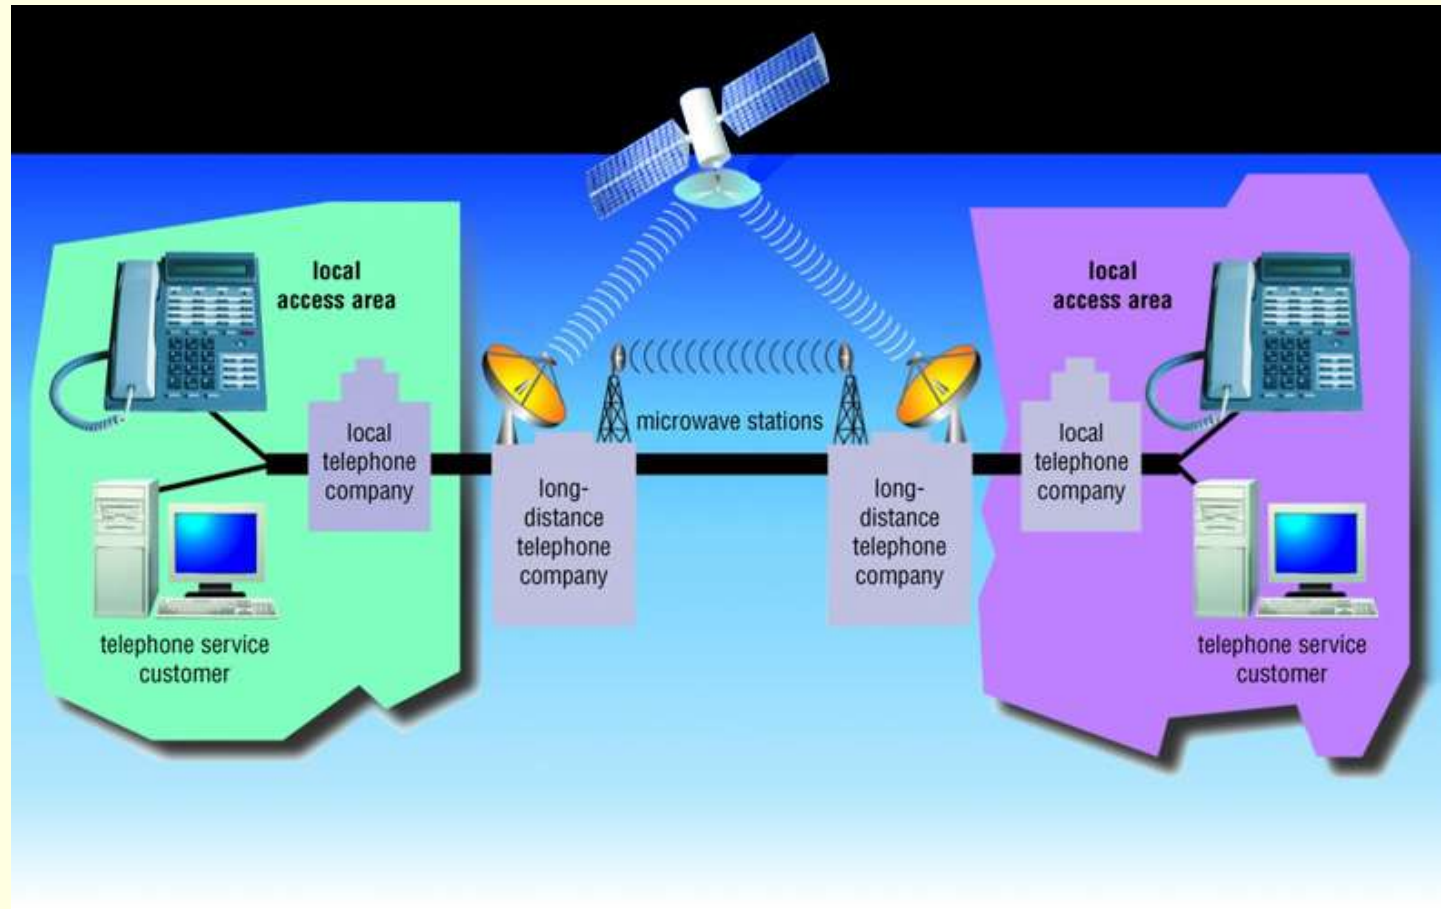 local
access area
local
telephone
company
telephone service
customer
long-
distance
telephone
company
microwave stations
long-
distance
telephone
company
local
access area
local
telephone
company
telephone service
customer